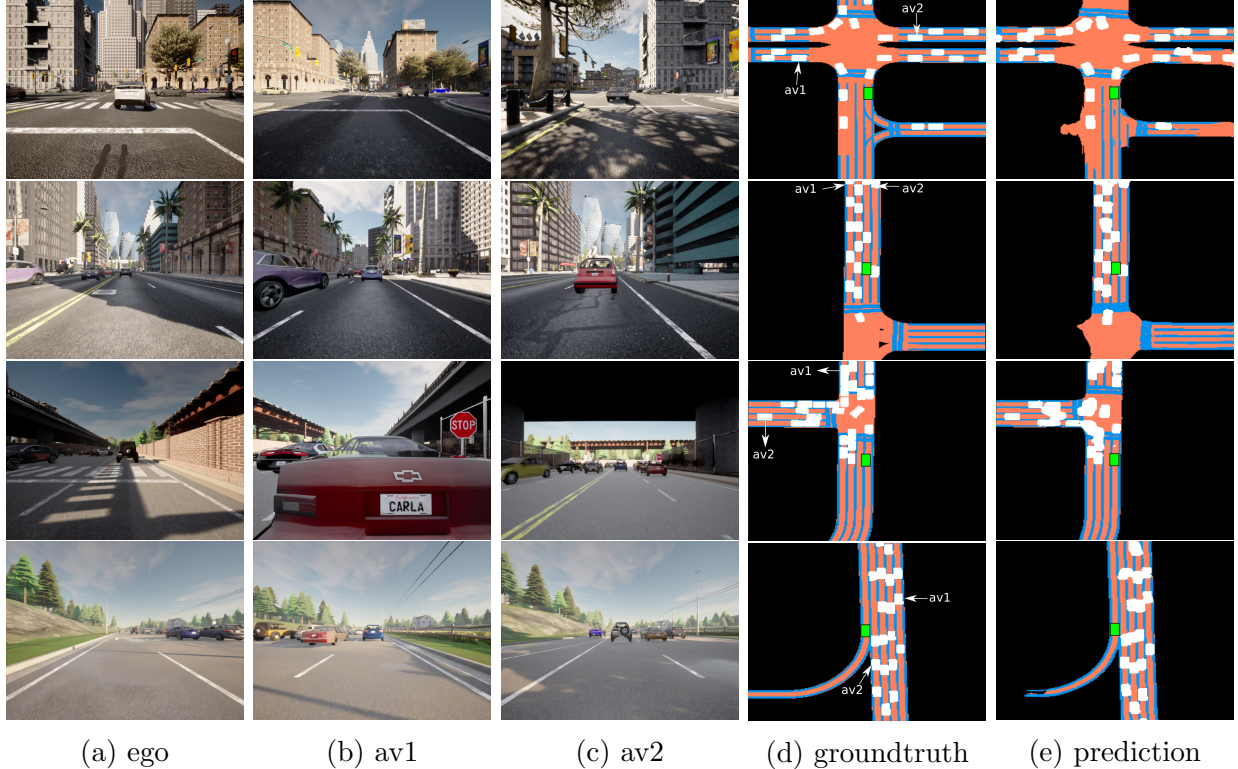 av2
av1
av1
av2
STOP
CARLA
av1
av2
av1
av2
(a) ego
(b) av1
(c) av2
(d) groundtruth
(e) prediction